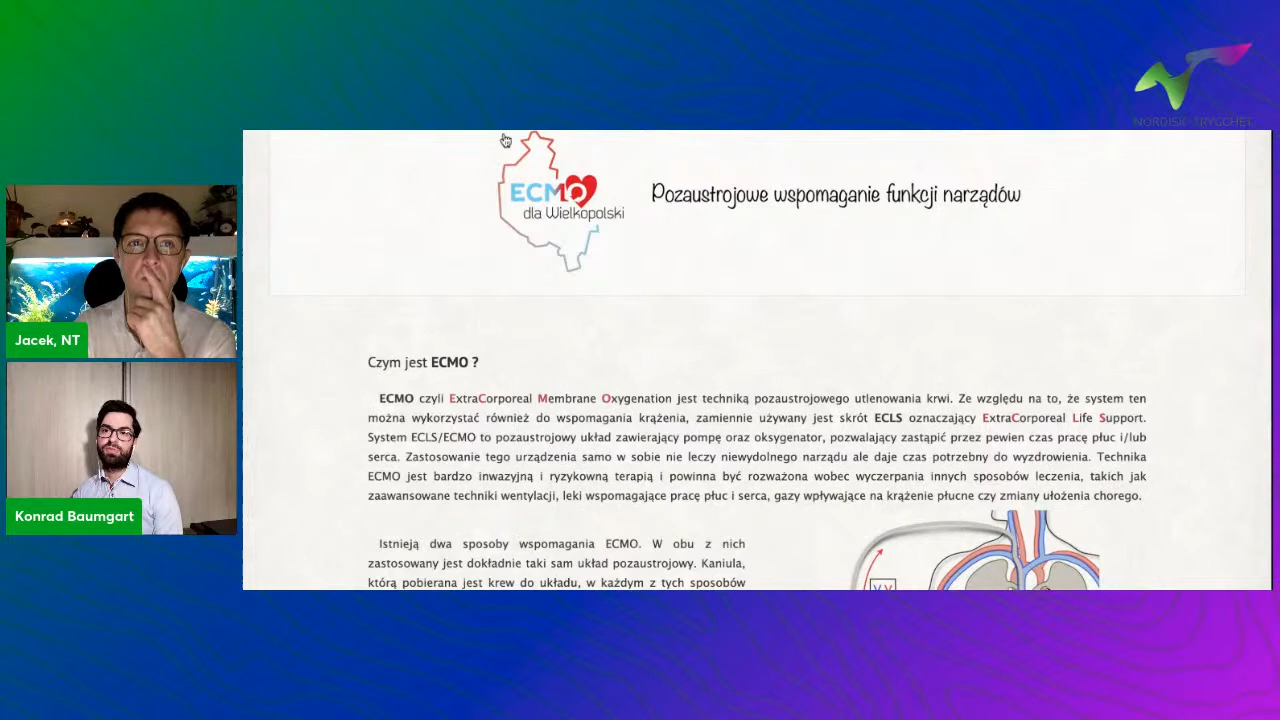 NORDISK TRYGGHET
ECMO
dla Wielkopolski
Pozaustrojowe wspomaganie funkcji narządów
Jacek, NT
Konrad Baumgart
Czym jest ECMO ?
ECMO czyli ExtraCorporeal Membrane Oxygenation jest techniką pozaustrojowego utlenowania krwi. Ze względu na to, że system ten
można wykorzystać również do wspomagania krążenia, zamiennie używany jest skrót ECLS oznaczający ExtraCorporeal Life Support.
System ECLS/ECMO to pozaustrojowy układ zawierający pompę oraz oksygenator, pozwalający zastąpić przez pewien czas pracę płuc i/lub
serca. Zastosowanie tego urządzenia samo w sobie nie leczy niewydolnego narządu ale daje czas potrzebny do wyzdrowienia. Technika
ECMO jest bardzo inwazyjną i ryzykowną terapią i powinna być rozważona wobec wyczerpania innych sposobów leczenia, takich jak
zaawansowane techniki wentylacji, leki wspomagające pracę płuc i serca, gazy wpływające na krążenie płucne czy zmiany ułożenia chorego.
Istnieją dwa sposoby wspomagania ECMO. W obu z nich
zastosowany jest dokładnie taki sam układ pozaustrojowy. Kaniula,
którą pobierana jest krew do układu, w każdym z tych sposobów